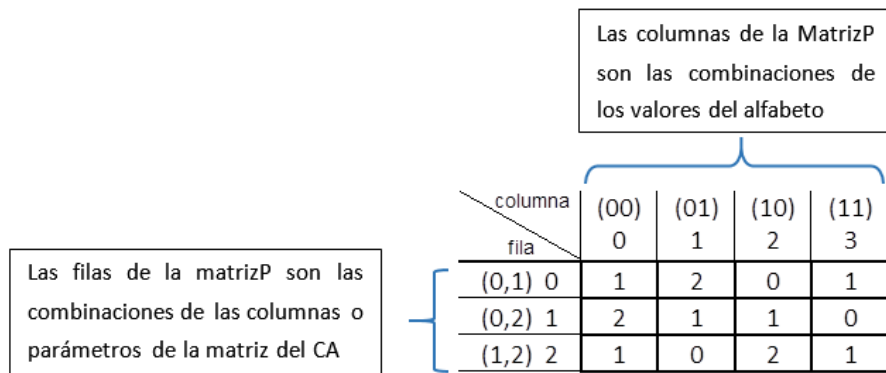 Las columnas de la MatrizP
son las combinaciones de
los valores del alfabeto
columna
fila
(00) (01) (10) (11)
0 1 2 3
Las filas de la matrizP son las
combinaciones de las columnas o
parámetros de la matriz del CA
(0,1) 0 1 2 0 1
(0,2) 1 2 1 1 0
(1,2) 2 1 0 2 1